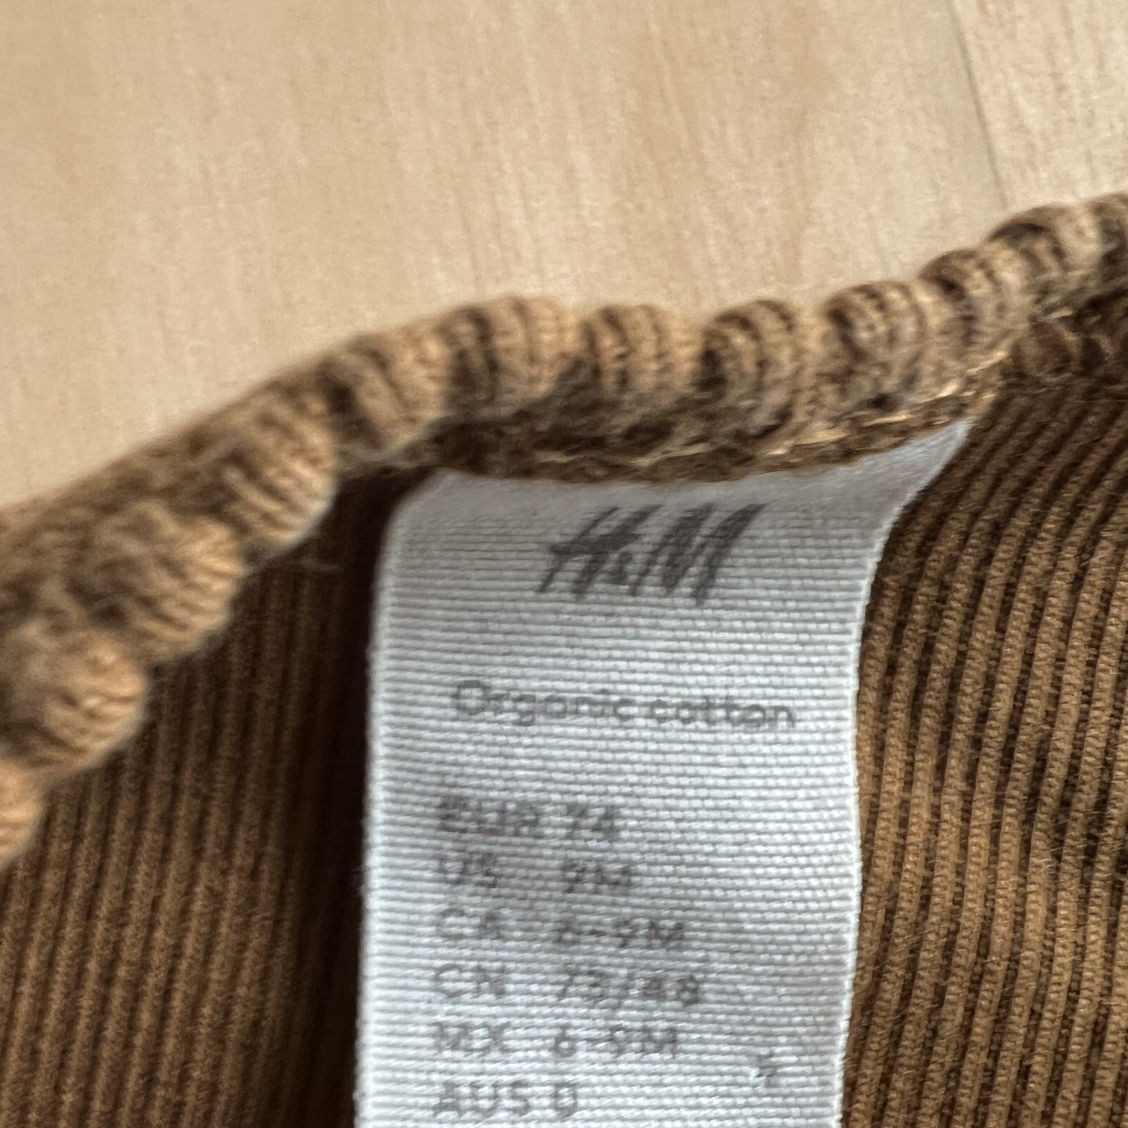 H&M
Organic cotton
EUR 74
US 9M
CA 6-9M
CN 73/48
MX 6-9M
AUS 0